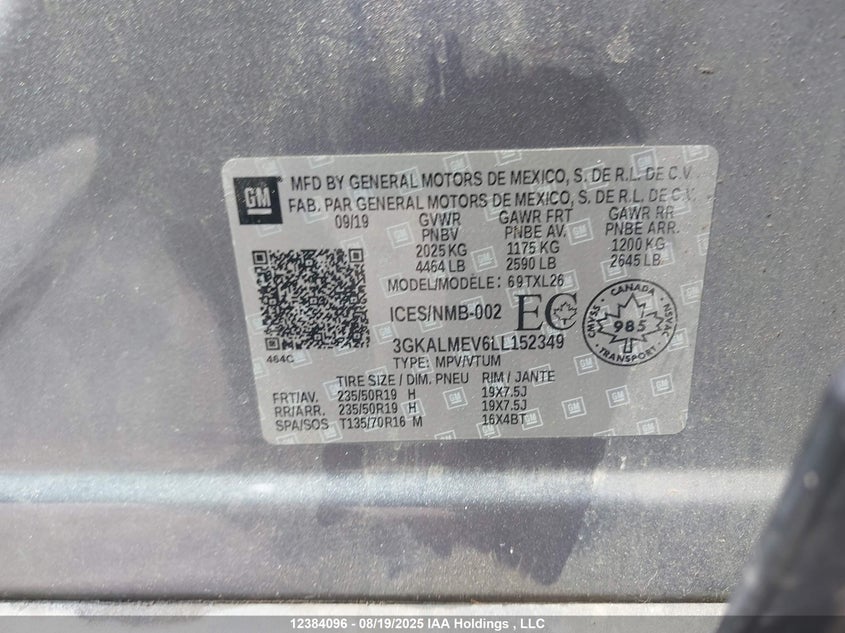 GM
MFD BY GENERAL MOTORS DE MEXICO, S. DE R.L. DE C.V.
FAB. PAR GENERAL MOTORS DE MEXICO, S. DE R.L. DE C.V.
09/19 GVWR GAWR FRT GAWR RR
PNBV PNBE AV. PNBE ARR.
2025 KG 1175 KG 1200 KG
4464 LB 2590 LB 2645 LB
MODEL/MODÈLE: 69TXL26
ICES/NMB-002 EC
CANADA
985
NSVAC
SVANC
464C
3GKALMEV6LL152349
TYPE: MPV/VTUM
TIRE SIZE / DIM. PNEU RIM / JANTE
FRT/AV. 235/50R19 H 19X7.5J
RR/ARR. 235/50R19 H 19X7.5J
SPA/SOS T135/70R16 M 16X4BT
12384096 - 08/19/2025 IAA Holdings, LLC